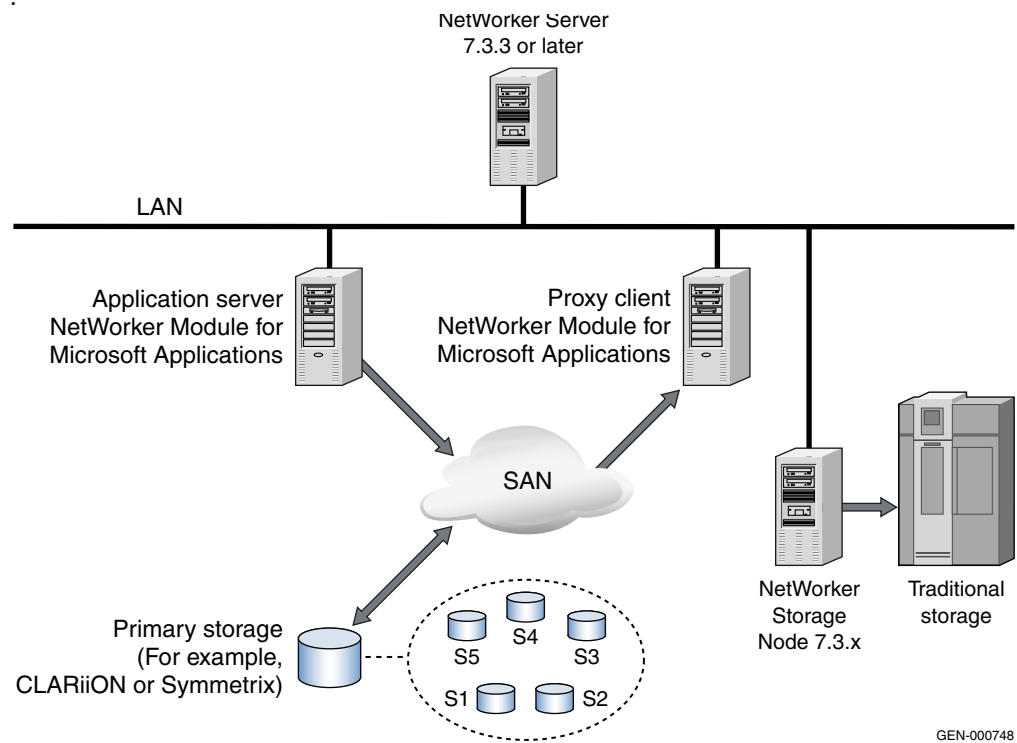 .
NetWorker Server
7.3.3 or later
LAN
Application server
NetWorker Module for
Microsoft Applications
Proxy client
NetWorker Module for
Microsoft Applications
SAN
NetWorker
Storage
Node 7.3.x
Traditional
storage
Primary storage
(For example,
CLARiiON or Symmetrix)
S4
S5
S3
S1
S2
GEN-000748